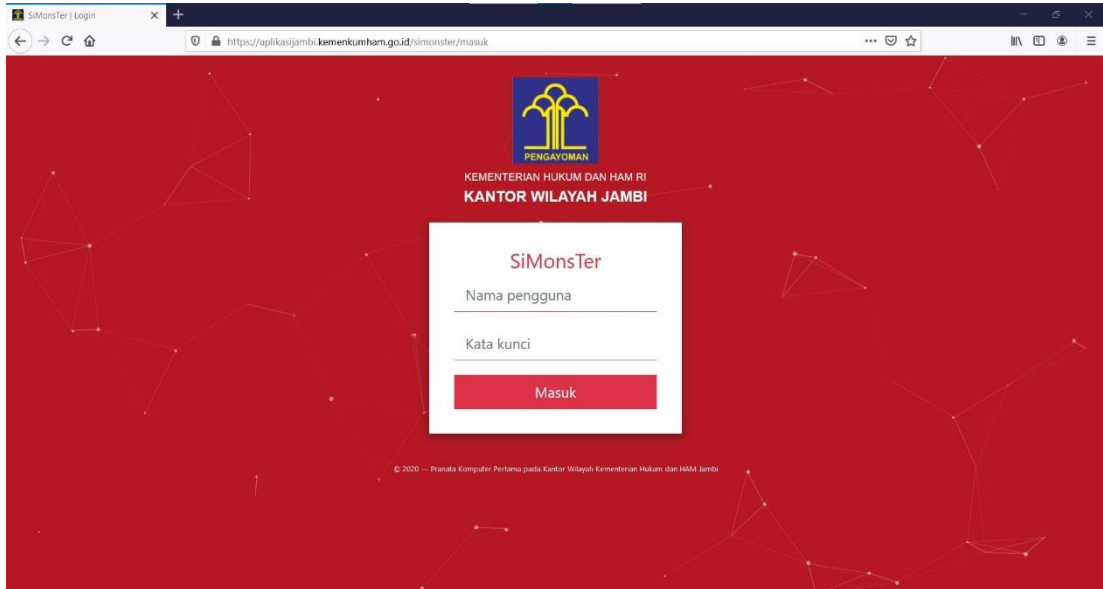 SiMonsTer | Login
https://aplikasijambi.kemenkumham.go.id/simonster/masuk
PENGAYOMAN
KEMENTERIAN HUKUM DAN HAM RI
KANTOR WILAYAH JAMBI
SiMonsTer
Nama pengguna
Kata kunci
Masuk
© 2020 — Pranata Komputer Pertama pada Kantor Wilayah Kementerian Hukum dan HAM Jambi